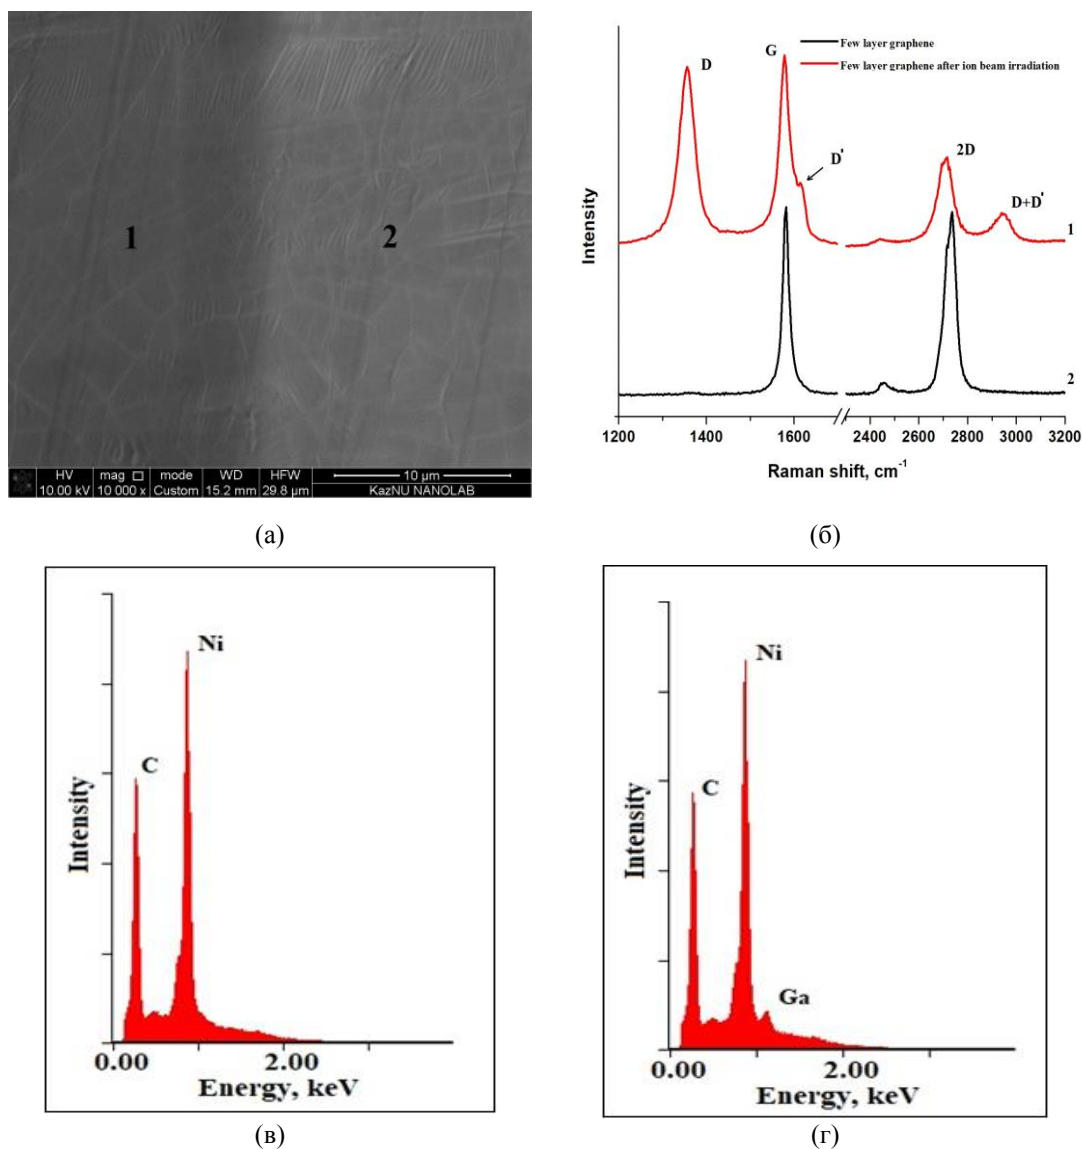 1
2
HV mag □ mode WD HFW 10 µm
10.00 kV 10 000 x Custom 15.2 mm 29.8 µm KazNU NANOLAB
(а)
Few layer graphene
Few layer graphene after ion beam irradiation
D
G
D'
2D
D+D'
1
2
Intensity
1200 1400 1600 2400 2600 2800 3000 3200
Raman shift, cm-1
(б)
Ni
C
Intensity
0.00 2.00
Energy, keV
(в)
Ni
C
Ga
Intensity
0.00 2.00
Energy, keV
(г)